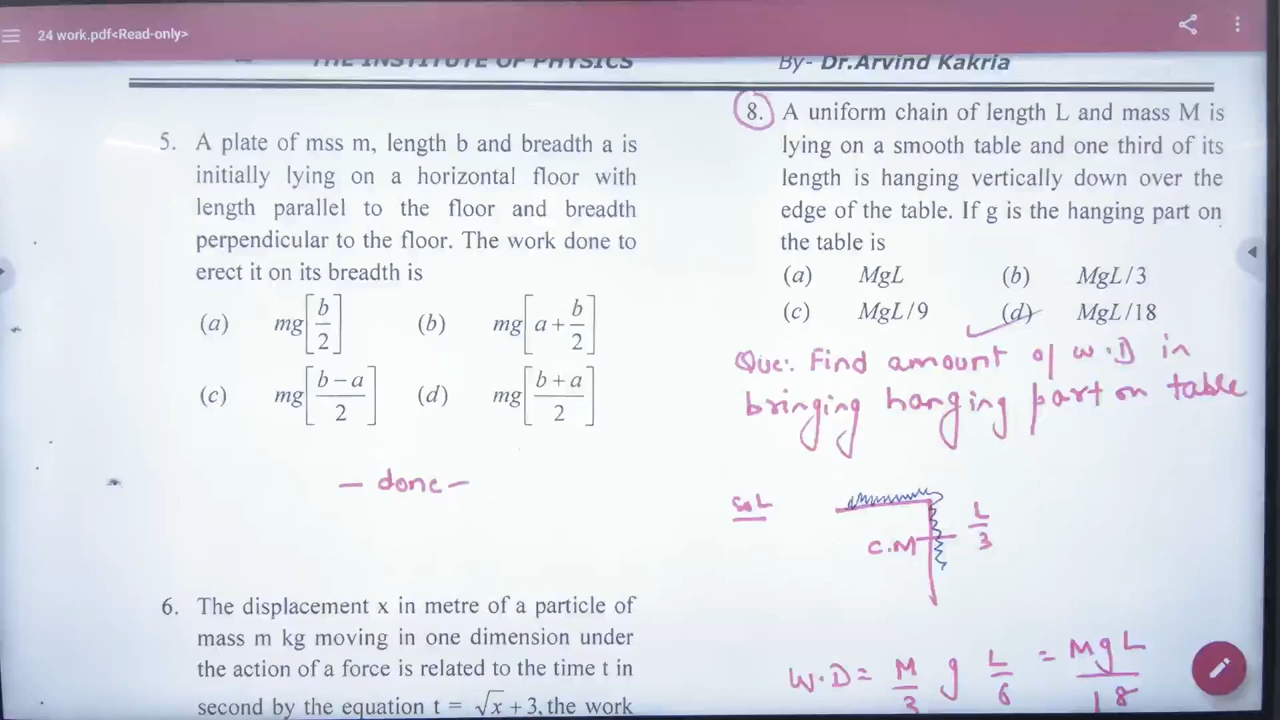 24 work.pdf<Read-only>
THE INSTITUTE OF PHYSICS By- Dr.Arvind Kakria
5. A plate of mss m, length b and breadth a is
initially lying on a horizontal floor with
length parallel to the floor and breadth
perpendicular to the floor. The work done to
erect it on its breadth is
(a) mg[b/2] (b) mg[a + b/2]
(c) mg[b − a/2] (d) mg[b + a/2]
— done —
6. The displacement x in metre of a particle of
mass m kg moving in one dimension under
the action of a force is related to the time t in
second by the equation t = √x + 3, the work
8. A uniform chain of length L and mass M is
lying on a smooth table and one third of its
length is hanging vertically down over the
edge of the table. If g is the hanging part on
the table is
(a) MgL (b) MgL/3
(c) MgL/9 (d) MgL/18
Que: Find amount of W.D in
bringing hanging part on table
Sol
C.M L/3
W.D = M/3 g L/6 = MgL/18